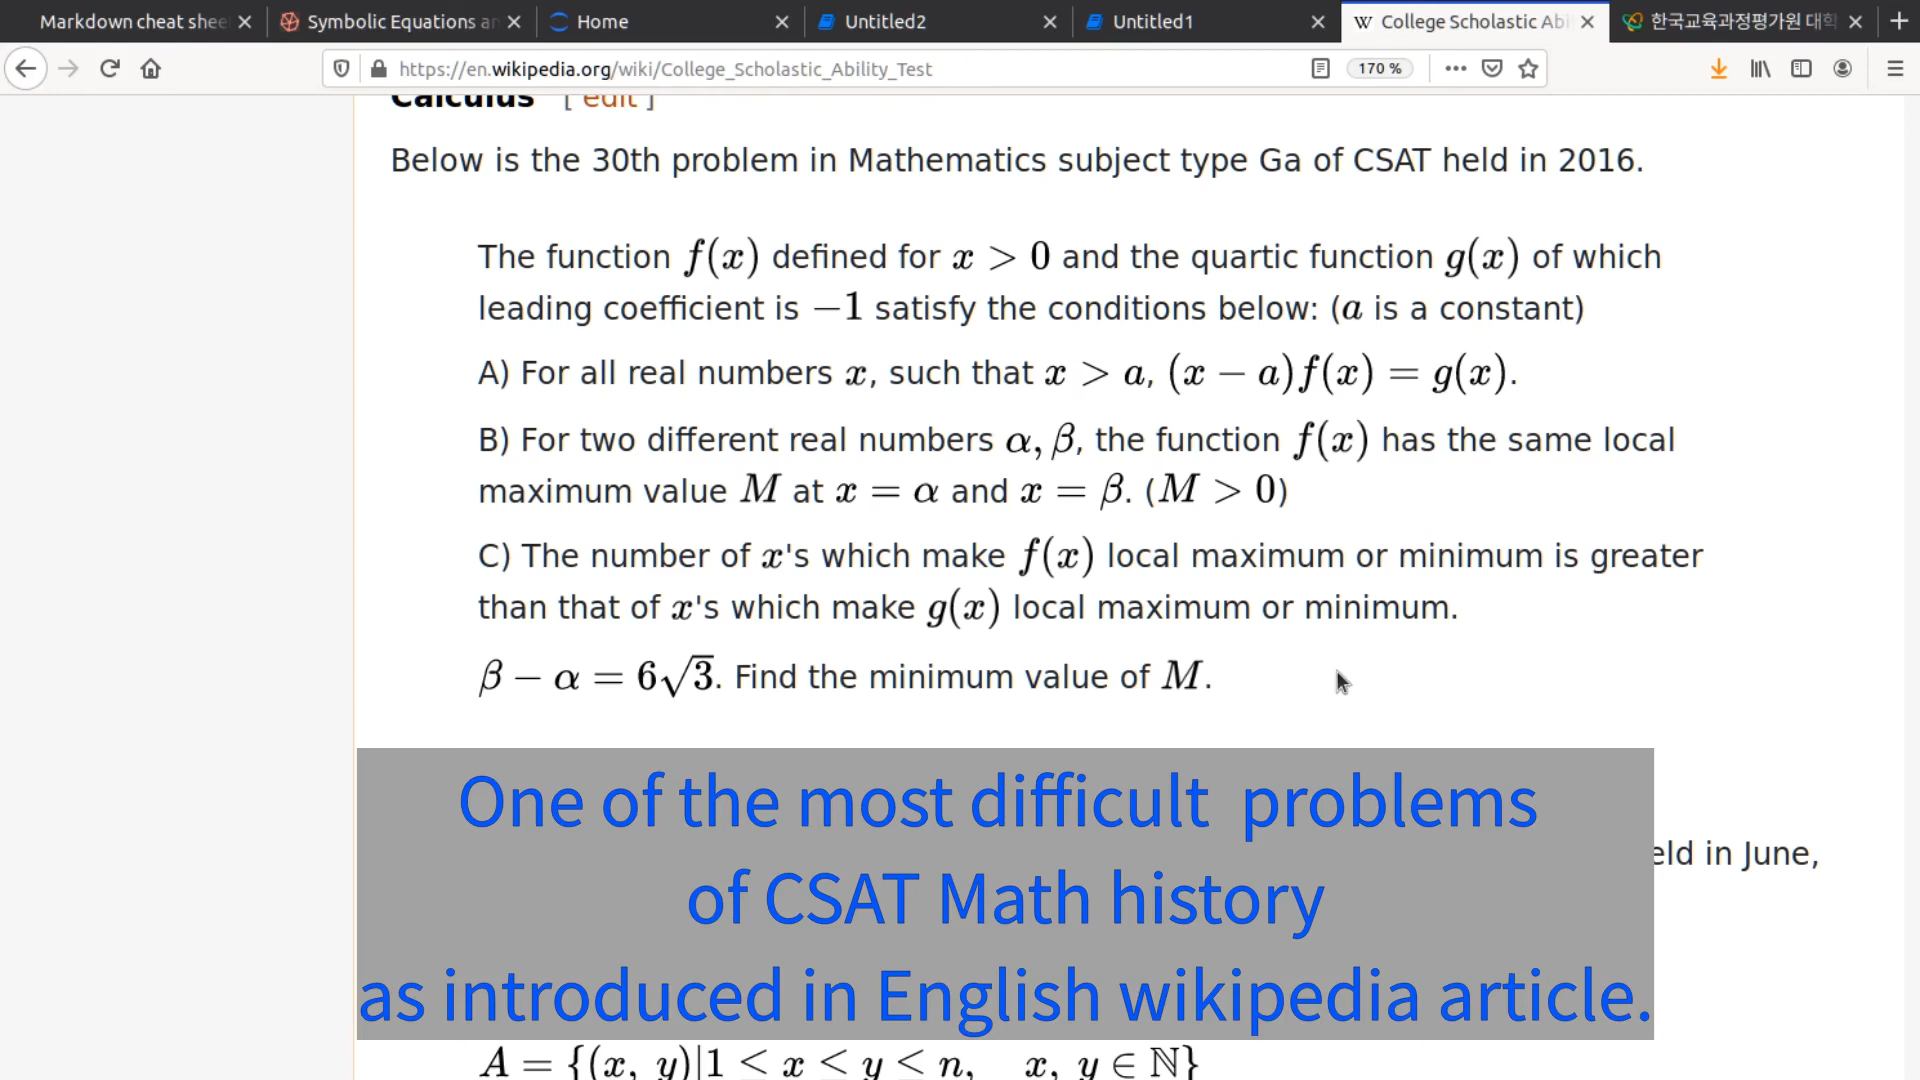 Markdown cheat shee
Symbolic Equations an
Home
Untitled2
Untitled1
College Scholastic Abi
한국교육과정평가원 대학
https://en.wikipedia.org/wiki/College_Scholastic_Ability_Test
170 %
Calculus [ edit ]
Below is the 30th problem in Mathematics subject type Ga of CSAT held in 2016.
The function f(x) defined for x > 0 and the quartic function g(x) of which
leading coefficient is −1 satisfy the conditions below: (a is a constant)
A) For all real numbers x, such that x > a, (x − a)f(x) = g(x).
B) For two different real numbers α, β, the function f(x) has the same local
maximum value M at x = α and x = β. (M > 0)
C) The number of x's which make f(x) local maximum or minimum is greater
than that of x's which make g(x) local maximum or minimum.
β − α = 6√3. Find the minimum value of M.
One of the most difficult problems
eld in June,
of CSAT Math history
as introduced in English wikipedia article.
A = {(x, y)|1 ≤ x ≤ y ≤ n, x, y ∈ ℕ}